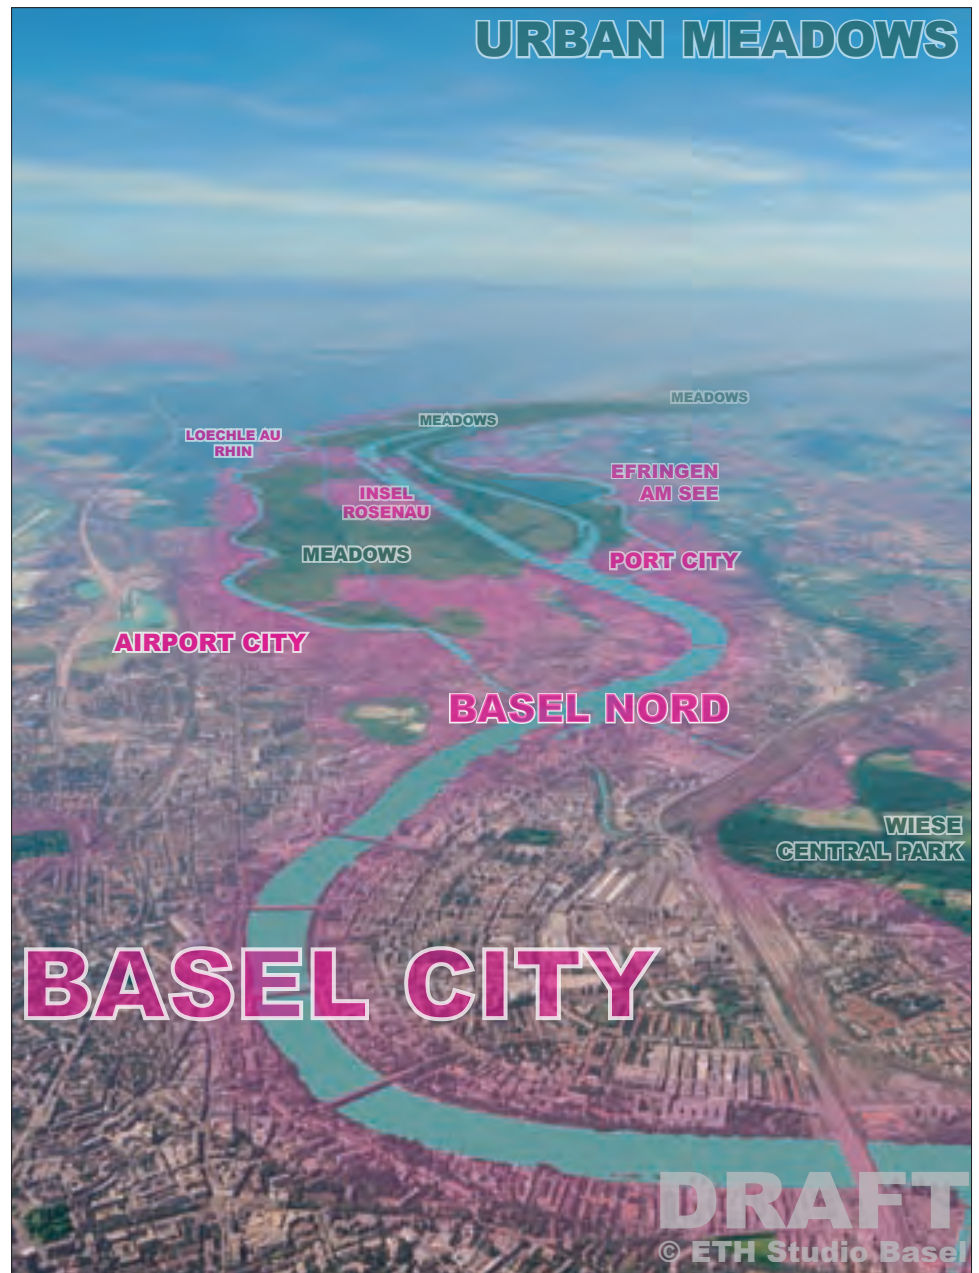 URBAN MEADOWS
MEADOWS
MEADOWS
LOECHLE AU
RHIN
EFRINGEN
AM SEE
INSEL
ROSENAU
MEADOWS
PORT CITY
AIRPORT CITY
BASEL NORD
WIESE
CENTRAL PARK
BASEL CITY
DRAFT
© ETH Studio Basel